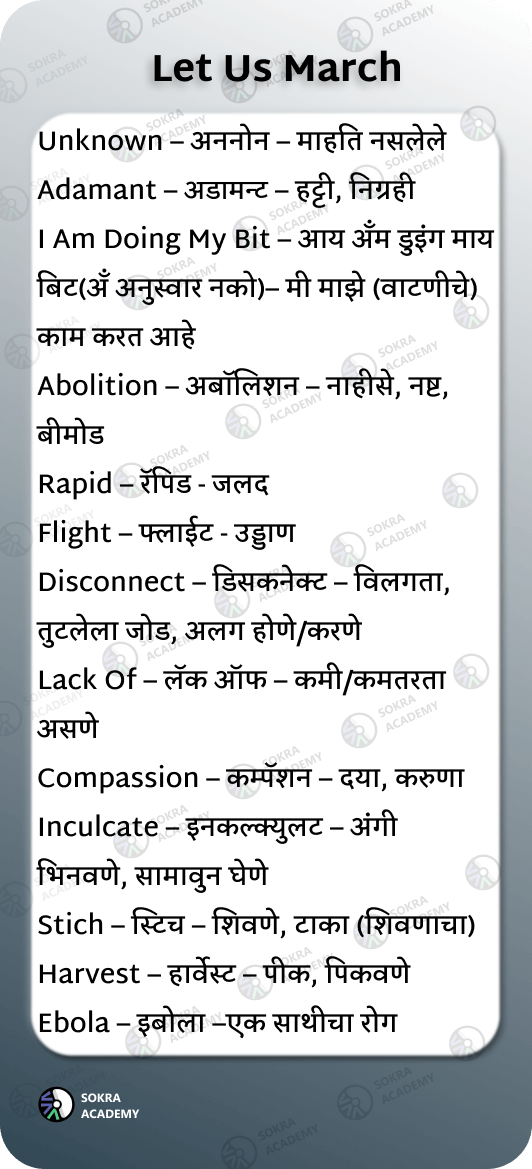 Let Us March
Unknown – अननोन – माहति नसलेले
Adamant – अडामन्ट – हट्टी, निग्रही
I Am Doing My Bit – आय अँम डुइंग माय
बिट(अँ अनुस्वार नको)– मी माझे (वाटणीचे)
काम करत आहे
Abolition – अबॉलिशन – नाहीसे, नष्ट,
बीमोड
Rapid – रॅपिड - जलद
Flight – फ्लाईट - उड्डाण
Disconnect – डिसकनेक्ट – विलगता,
तुटलेला जोड, अलग होणे/करणे
Lack Of – लॅक ऑफ – कमी/कमतरता
असणे
Compassion – कम्पॅशन – दया, करुणा
Inculcate – इनकल्क्युलट – अंगी
भिनवणे, सामावुन घेणे
Stich – स्टिच – शिवणे, टाका (शिवणाचा)
Harvest – हार्वेस्ट – पीक, पिकवणे
Ebola – इबोला –एक साथीचा रोग
SOKRA
ACADEMY